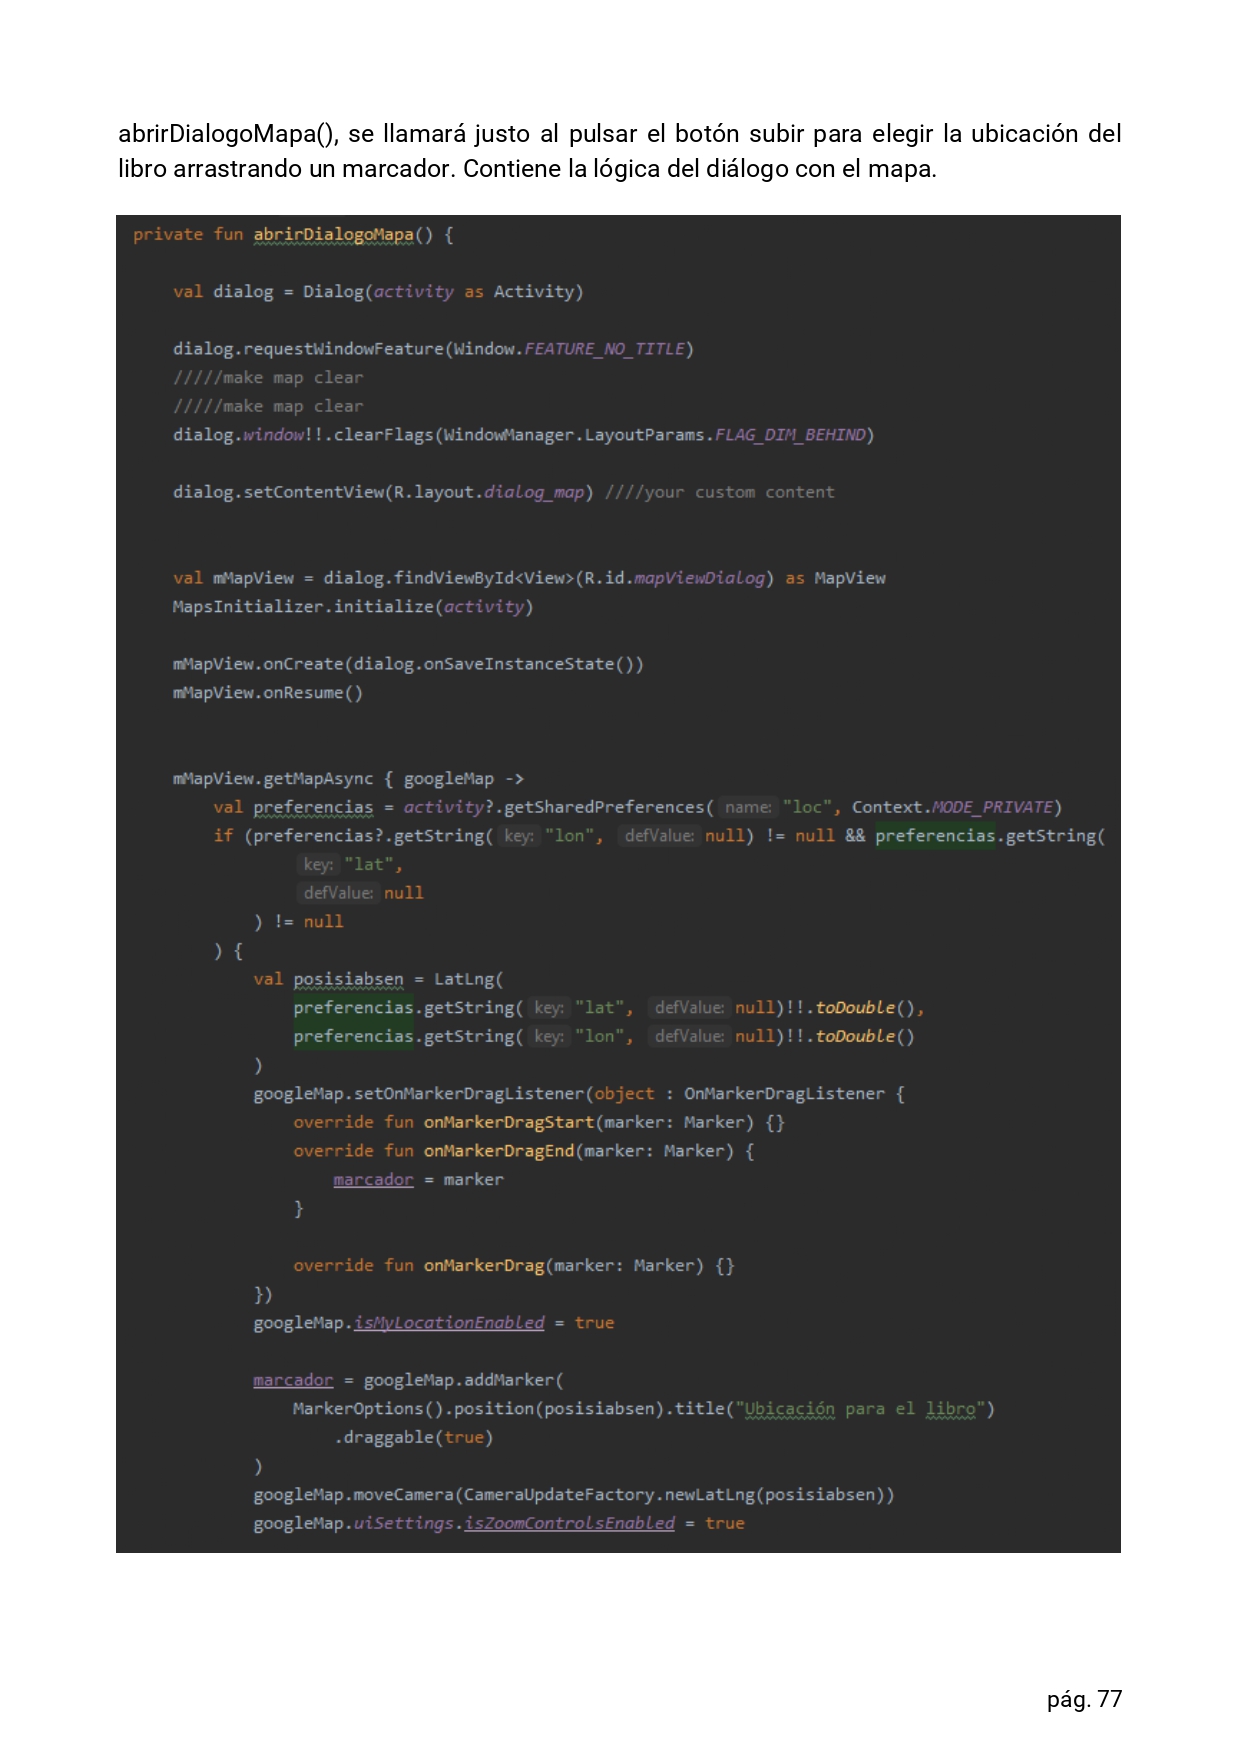 abrirDialogoMapa(), se llamará justo al pulsar el botón subir para elegir la ubicación del
libro arrastrando un marcador. Contiene la lógica del diálogo con el mapa.
private fun abrirDialogoMapa() {
val dialog = Dialog(activity as Activity)
dialog.requestWindowFeature(Window.FEATURE_NO_TITLE)
/////make map clear
/////make map clear
dialog.window!!.clearFlags(WindowManager.LayoutParams.FLAG_DIM_BEHIND)
dialog.setContentView(R.layout.dialog_map) ////your custom content
val mMapView = dialog.findViewById<View>(R.id.mapViewDialog) as MapView
MapsInitializer.initialize(activity)
mMapView.onCreate(dialog.onSaveInstanceState())
mMapView.onResume()
mMapView.getMapAsync { googleMap ->
val preferencias = activity?.getSharedPreferences( name: "loc", Context.MODE_PRIVATE)
if (preferencias?.getString( key: "lon", defValue: null) != null && preferencias.getString(
key: "lat",
defValue: null
) != null
) {
val posisiabsen = LatLng(
preferencias.getString( key: "lat", defValue: null)!!.toDouble(),
preferencias.getString( key: "lon", defValue: null)!!.toDouble()
)
googleMap.setOnMarkerDragListener(object : OnMarkerDragListener {
override fun onMarkerDragStart(marker: Marker) {}
override fun onMarkerDragEnd(marker: Marker) {
marcador = marker
}
override fun onMarkerDrag(marker: Marker) {}
})
googleMap.isMyLocationEnabled = true
marcador = googleMap.addMarker(
MarkerOptions().position(posisiabsen).title("Ubicación para el libro")
.draggable(true)
)
googleMap.moveCamera(CameraUpdateFactory.newLatLng(posisiabsen))
googleMap.uiSettings.isZoomControlsEnabled = true
pág. 77